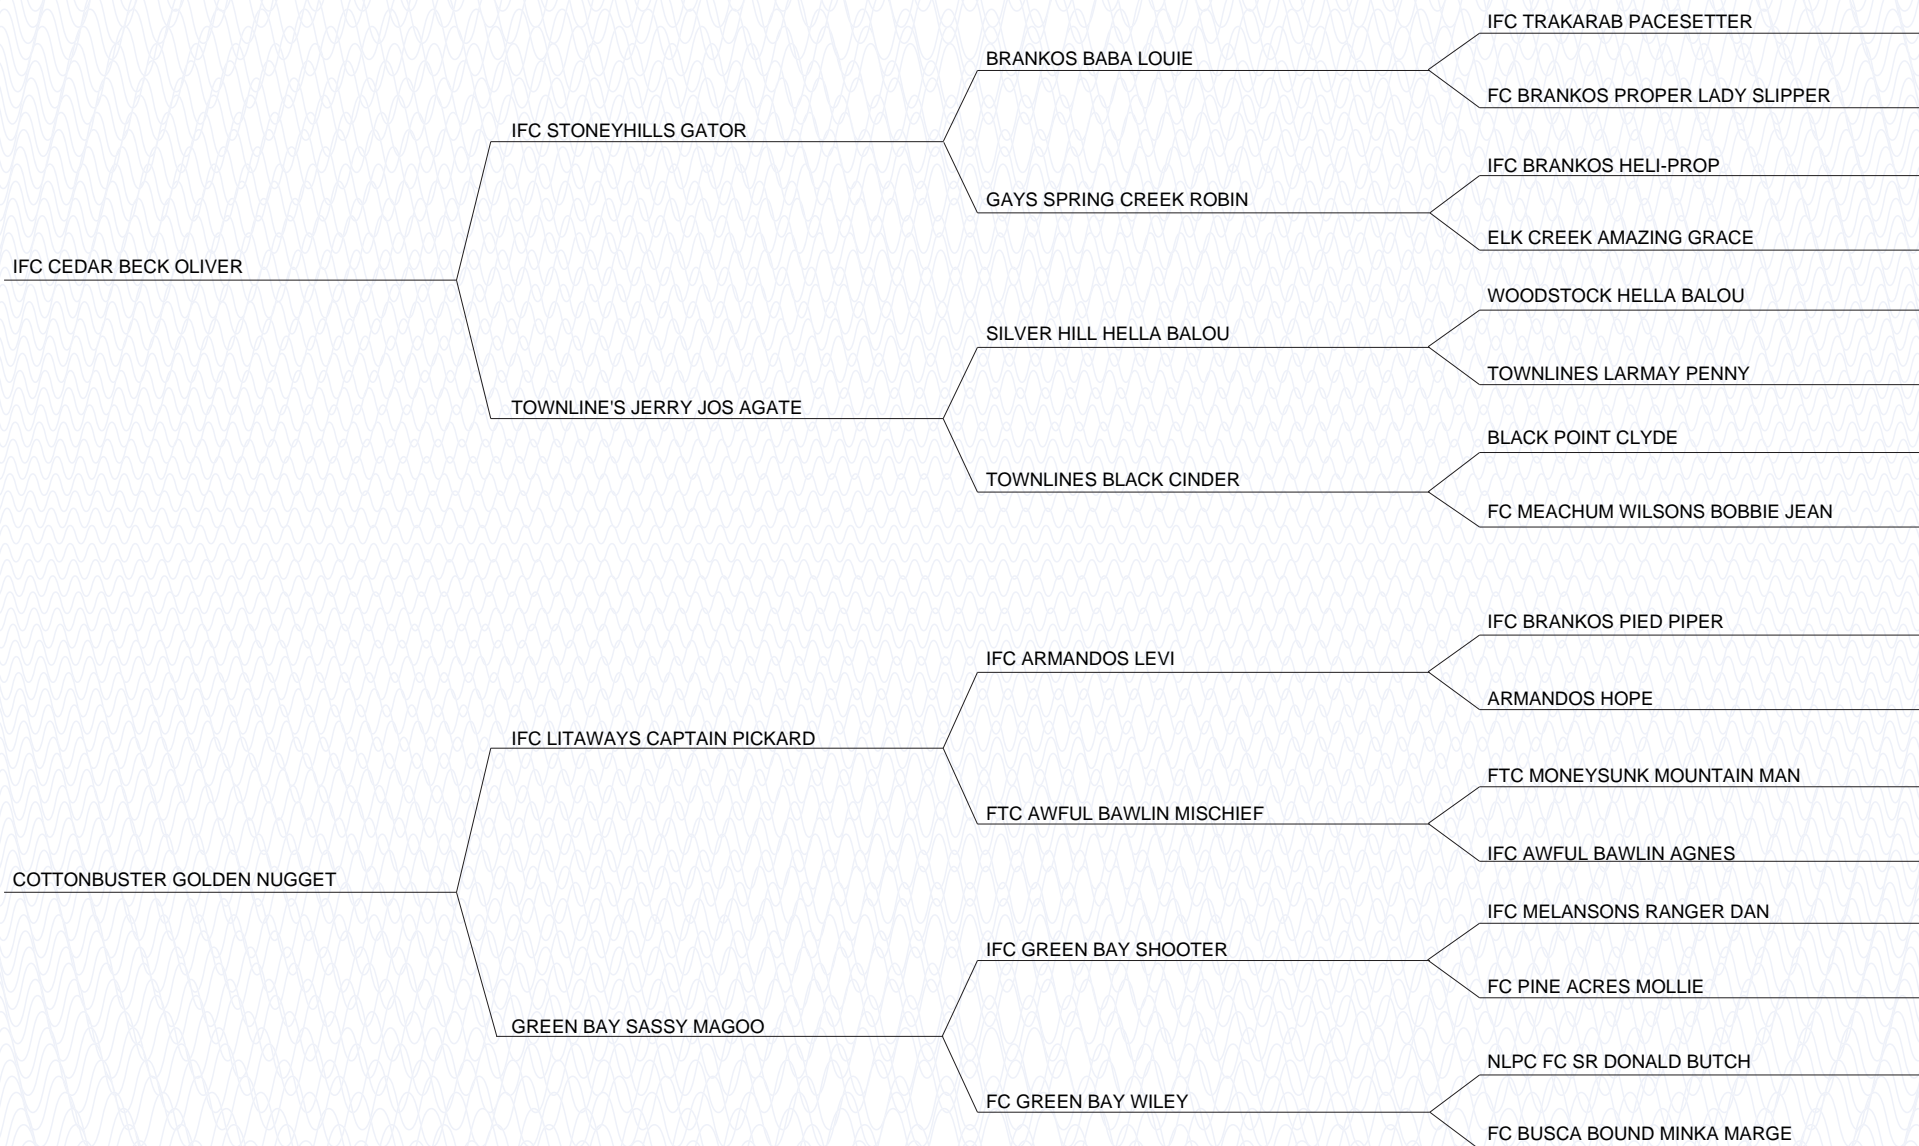 IFC TRAKARAB PACESETTER
BRANKOS BABA LOUIE
FC BRANKOS PROPER LADY SLIPPER
IFC STONEYHILLS GATOR
IFC BRANKOS HELI-PROP
GAYS SPRING CREEK ROBIN
ELK CREEK AMAZING GRACE
IFC CEDAR BECK OLIVER
WOODSTOCK HELLA BALOU
SILVER HILL HELLA BALOU
TOWNLINES LARMAY PENNY
TOWNLINE'S JERRY JOS AGATE
BLACK POINT CLYDE
TOWNLINES BLACK CINDER
FC MEACHUM WILSONS BOBBIE JEAN
IFC BRANKOS PIED PIPER
IFC ARMANDOS LEVI
ARMANDOS HOPE
IFC LITAWAYS CAPTAIN PICKARD
FTC MONEYSUNK MOUNTAIN MAN
FTC AWFUL BAWLIN MISCHIEF
IFC AWFUL BAWLIN AGNES
COTTONBUSTER GOLDEN NUGGET
IFC MELANSONS RANGER DAN
IFC GREEN BAY SHOOTER
FC PINE ACRES MOLLIE
GREEN BAY SASSY MAGOO
NLPC FC SR DONALD BUTCH
FC GREEN BAY WILEY
FC BUSCA BOUND MINKA MARGE